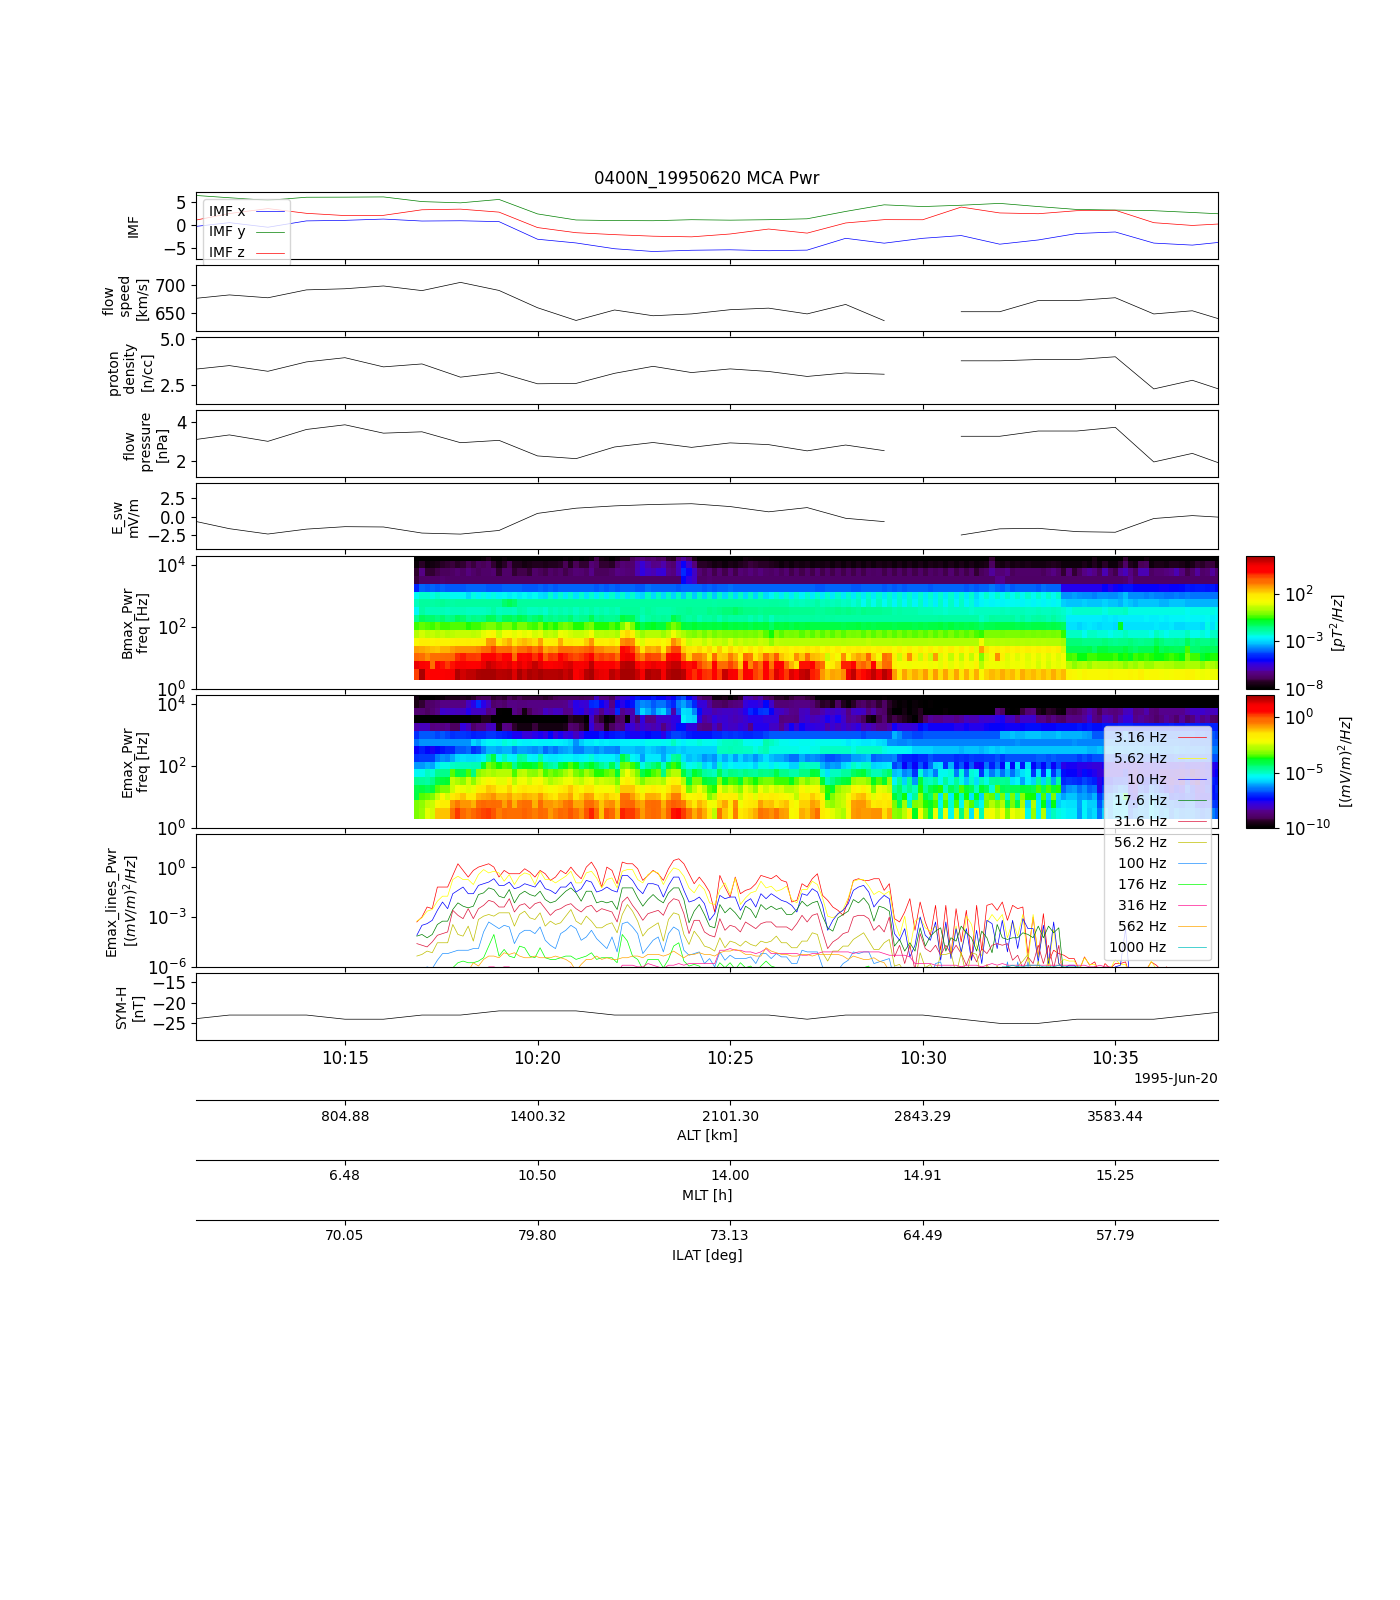 0400N_19950620 MCA Pwr
IMF
5
0
−5
IMF x
IMF y
IMF z
flow
speed
[km/s]
700
650
proton
density
[n/cc]
5.0
2.5
flow
pressure
[nPa]
4
2
E_sw
mV/m
2.5
0.0
−2.5
Bmax_Pwr
freq [Hz]
10^4
10^2
10^0
10^2
10^−3
10^−8
[pT^2/Hz]
Emax_Pwr
freq [Hz]
10^4
10^2
10^0
10^0
10^−5
10^−10
[(mV/m)^2/Hz]
3.16 Hz
5.62 Hz
10 Hz
17.6 Hz
31.6 Hz
56.2 Hz
100 Hz
176 Hz
316 Hz
562 Hz
1000 Hz
Emax_lines_Pwr
[(mV/m)^2/Hz]
10^0
10^−3
10^−6
SYM-H
[nT]
−15
−20
−25
10:15 10:20 10:25 10:30 10:35
1995-Jun-20
804.88 1400.32 2101.30 2843.29 3583.44
ALT [km]
6.48 10.50 14.00 14.91 15.25
MLT [h]
70.05 79.80 73.13 64.49 57.79
ILAT [deg]